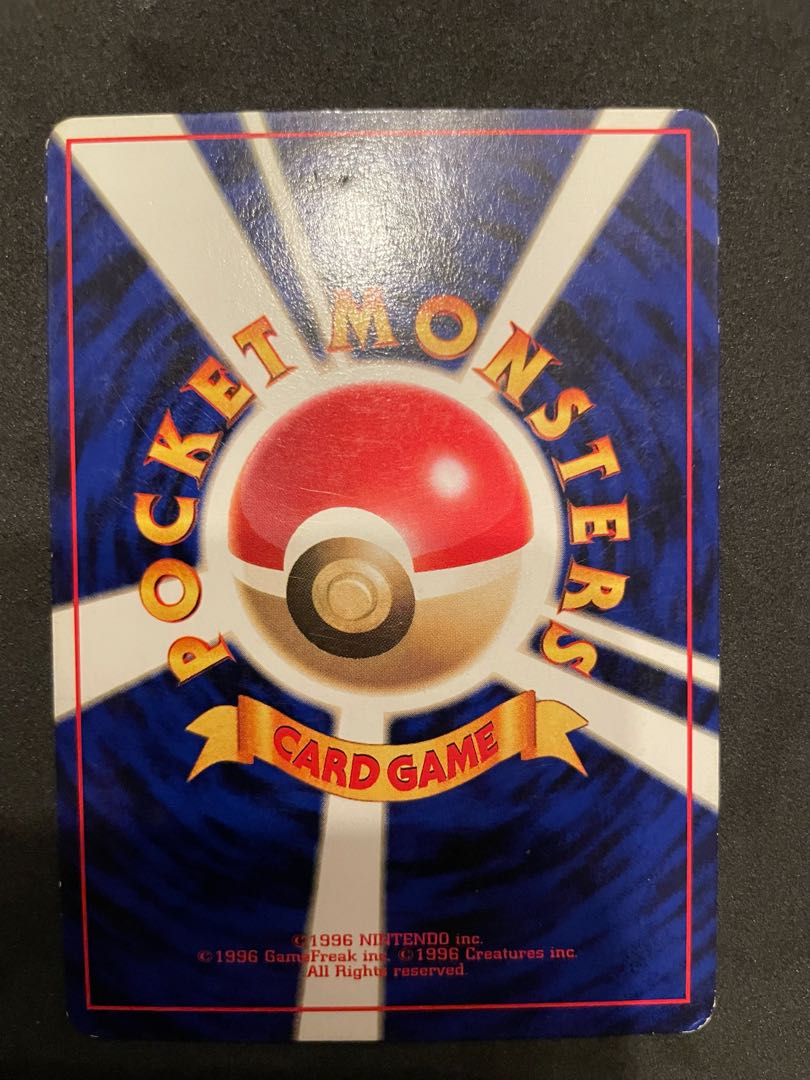 POCKET MONSTERS
CARD GAME
©1996 NINTENDO inc.
©1996 GameFreak inc. ©1996 Creatures inc.
All Rights reserved.